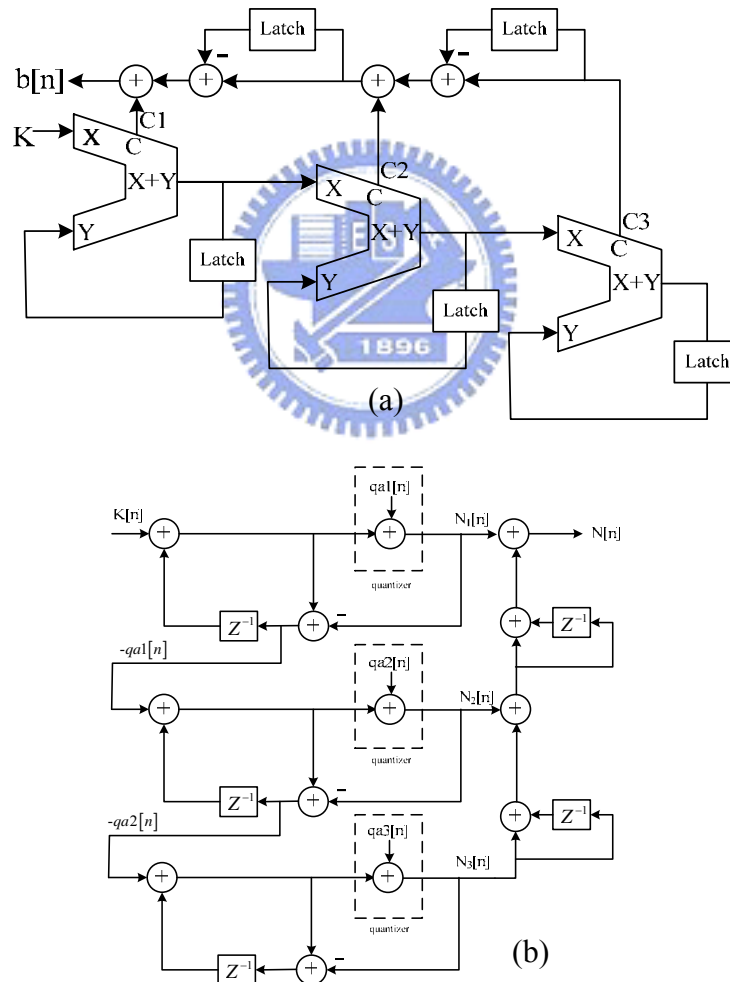 Latch
Latch
b[n]
+
+
-
+
+
-
C1
K
X
C
X+Y
Y
Latch
C2
X
C
X+Y
Y
Latch
C3
X
C
X+Y
Y
Latch
1896
(a)
K[n]
+
qa1[n]
+
quantizer
N1[n]
+
N[n]
Z⁻¹
+
-
+
Z⁻¹
-qa1[n]
+
qa2[n]
+
quantizer
N2[n]
+
Z⁻¹
+
-
+
Z⁻¹
-qa2[n]
+
qa3[n]
+
quantizer
N3[n]
Z⁻¹
+
-
(b)